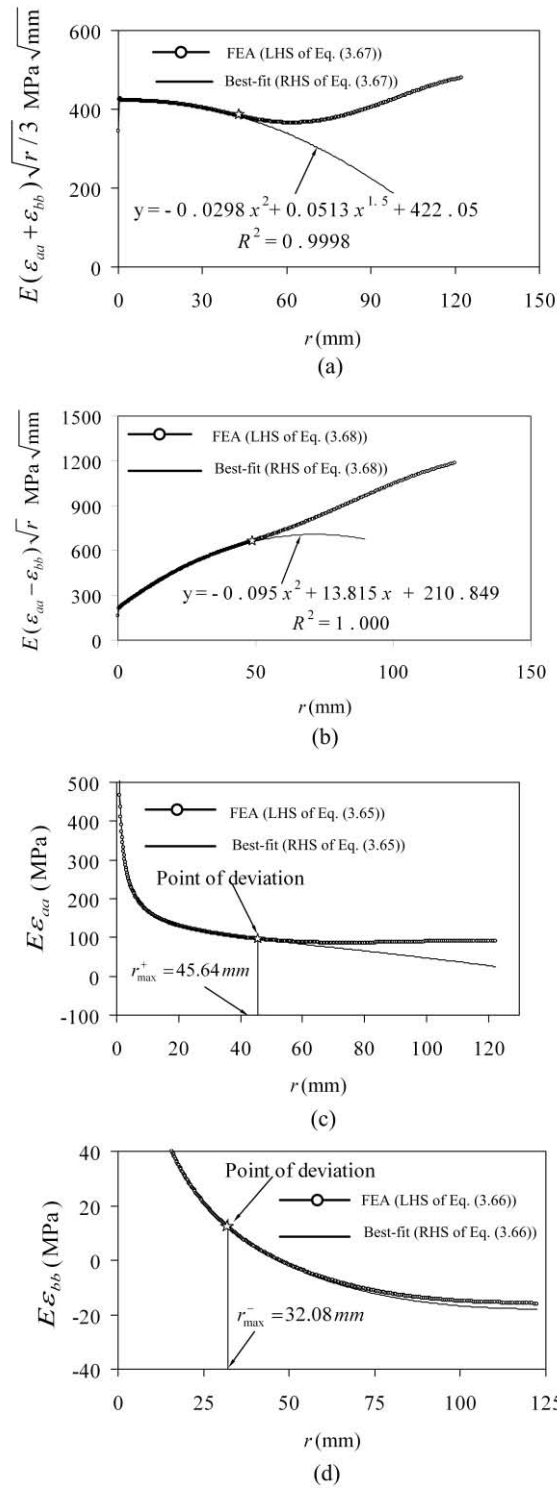 600
400
200
0
E(ε_aa + ε_bb)√r/3 MPa√mm
FEA (LHS of Eq. (3.67))
Best-fit (RHS of Eq. (3.67))
y = - 0.0298 x² + 0.0513 x^1.5 + 422.05
R² = 0.9998
0 30 60 90 120 150
r (mm)
(a)
1500
1200
900
600
300
0
E(ε_aa - ε_bb)√r MPa√mm
FEA (LHS of Eq. (3.68))
Best-fit (RHS of Eq. (3.68))
y = - 0.095 x² + 13.815 x + 210.849
R² = 1.000
0 50 100 150
r (mm)
(b)
500
400
300
200
100
0
-100
Eε_aa (MPa)
FEA (LHS of Eq. (3.65))
Best-fit (RHS of Eq. (3.65))
Point of deviation
r⁺_max = 45.64 mm
0 20 40 60 80 100 120
r (mm)
(c)
40
20
0
-20
-40
Eε_bb (MPa)
Point of deviation
FEA (LHS of Eq. (3.66))
Best-fit (RHS of Eq. (3.66))
r⁻_max = 32.08 mm
0 25 50 75 100 125
r (mm)
(d)